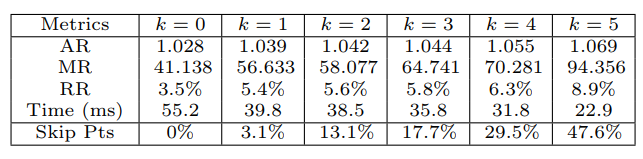 Metrics k = 0 k = 1 k = 2 k = 3 k = 4 k = 5
AR 1.028 1.039 1.042 1.044 1.055 1.069
MR 41.138 56.633 58.077 64.741 70.281 94.356
RR 3.5% 5.4% 5.6% 5.8% 6.3% 8.9%
Time (ms) 55.2 39.8 38.5 35.8 31.8 22.9
Skip Pts 0% 3.1% 13.1% 17.7% 29.5% 47.6%